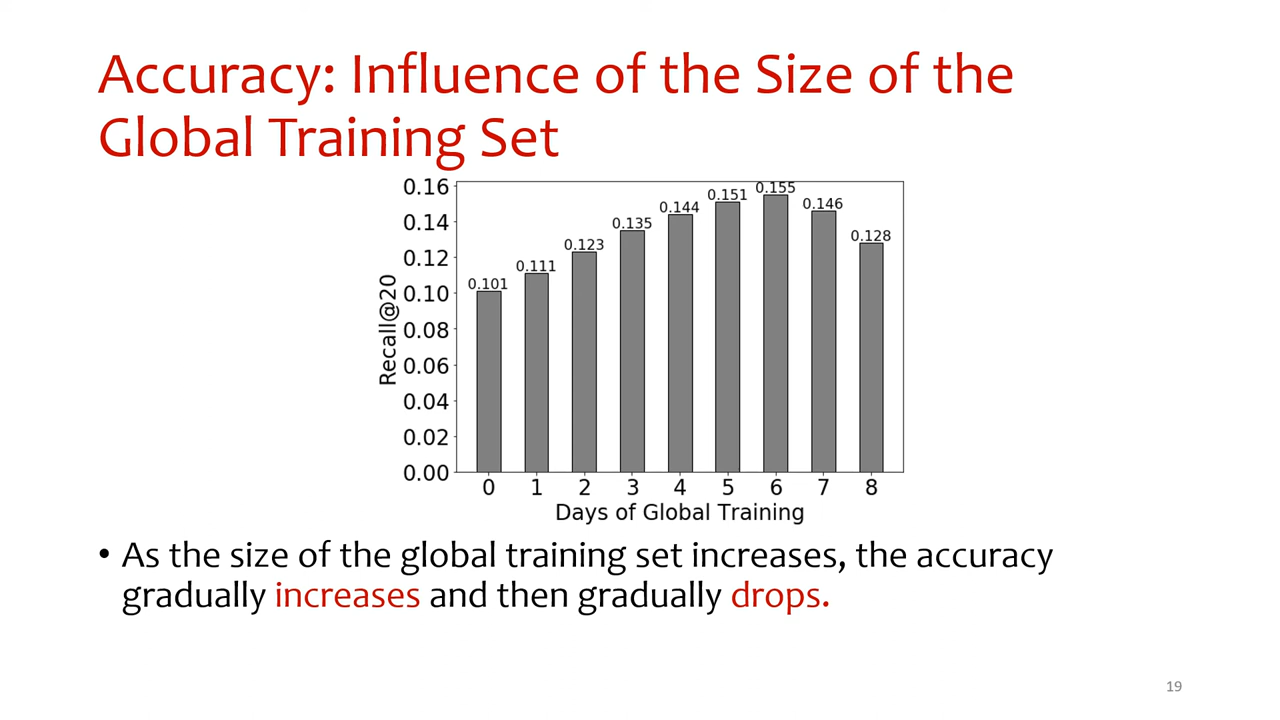 Accuracy: Influence of the Size of the
Global Training Set
0.16
0.14
0.12
0.10
0.08
0.06
0.04
0.02
0.00
Recall@20
0.101
0.111
0.123
0.135
0.144
0.151
0.155
0.146
0.128
0 1 2 3 4 5 6 7 8
Days of Global Training
• As the size of the global training set increases, the accuracy
gradually increases and then gradually drops.
19